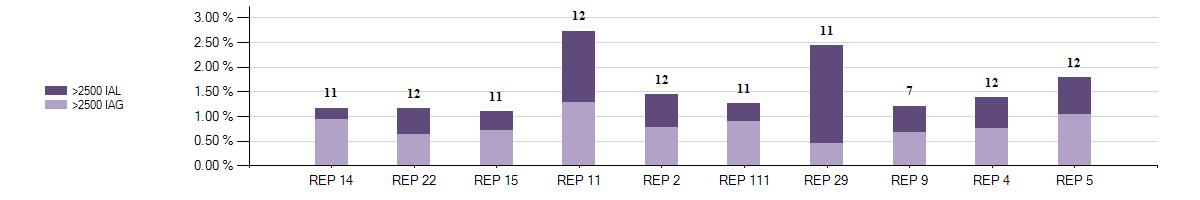 3.00 %
2.50 %
2.00 %
1.50 %
1.00 %
0.50 %
0.00 %
>2500 IAL
>2500 IAG
11
12
11
12
12
11
11
7
12
12
REP 14
REP 22
REP 15
REP 11
REP 2
REP 111
REP 29
REP 9
REP 4
REP 5